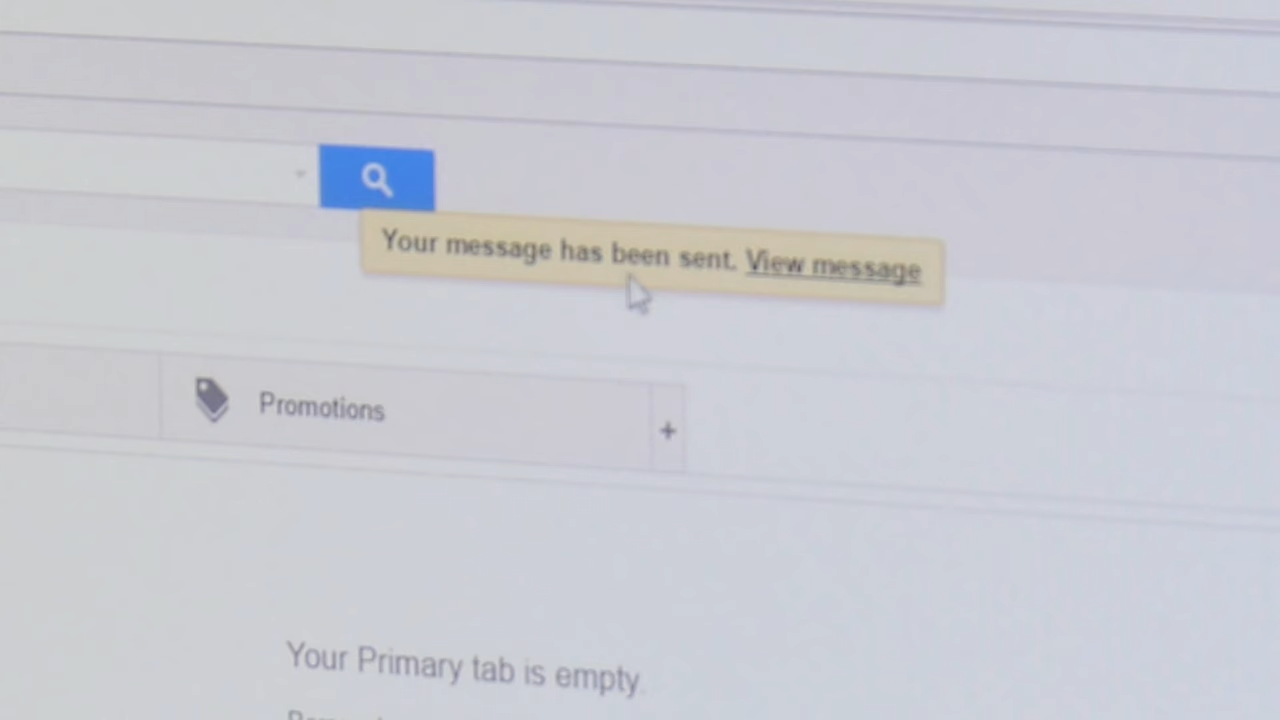 Your message has been sent. View message
Promotions
+
Your Primary tab is empty.